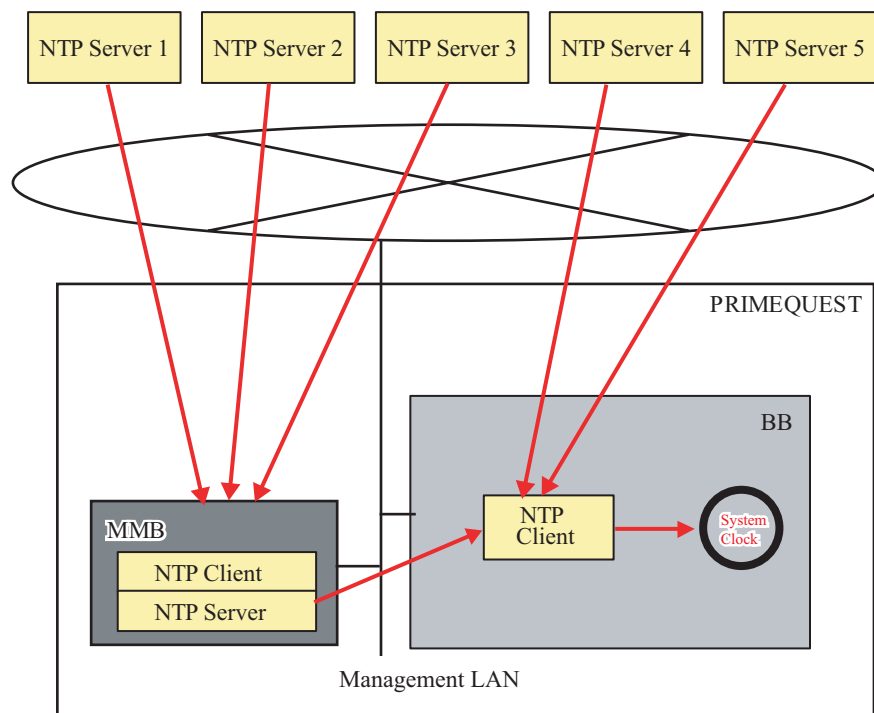 NTP Server 1
NTP Server 2
NTP Server 3
NTP Server 4
NTP Server 5
PRIMEQUEST
BB
MMB
NTP Client
NTP Server
NTP
Client
System
Clock
Management LAN